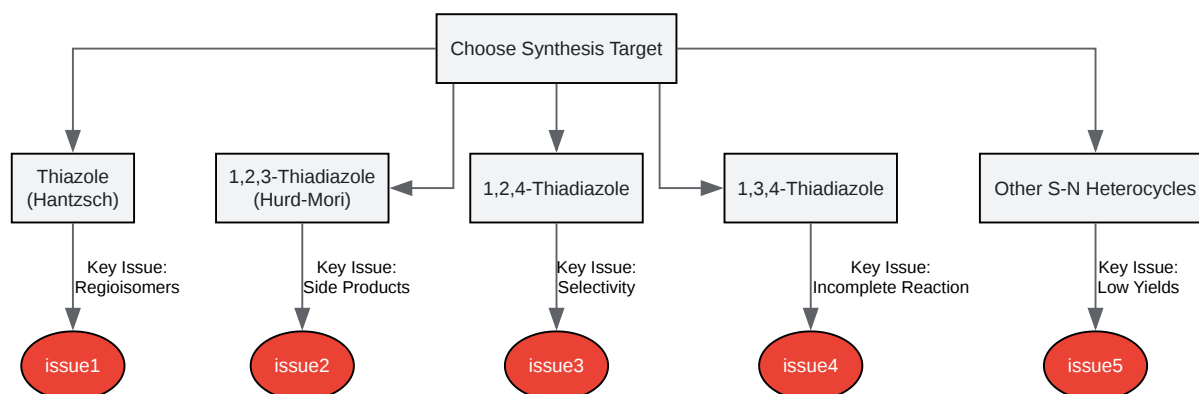 Choose Synthesis Target
Thiazole
(Hantzsch)
1,2,3-Thiadiazole
(Hurd-Mori)
1,2,4-Thiadiazole
1,3,4-Thiadiazole
Other S-N Heterocycles
Key Issue:
Regioisomers
Key Issue:
Side Products
Key Issue:
Selectivity
Key Issue:
Incomplete Reaction
Key Issue:
Low Yields
issue1
issue2
issue3
issue4
issue5